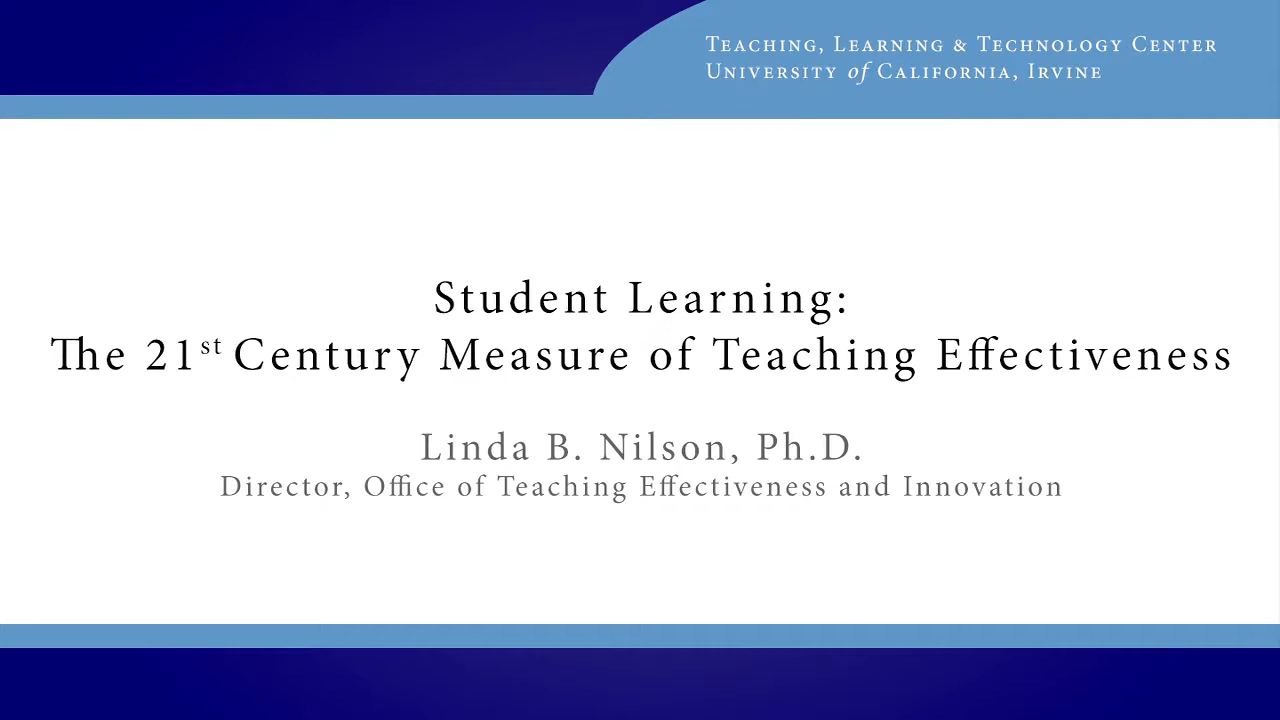 Teaching, Learning & Technology Center
University of California, Irvine
Student Learning:
The 21st Century Measure of Teaching Effectiveness
Linda B. Nilson, Ph.D.
Director, Office of Teaching Effectiveness and Innovation